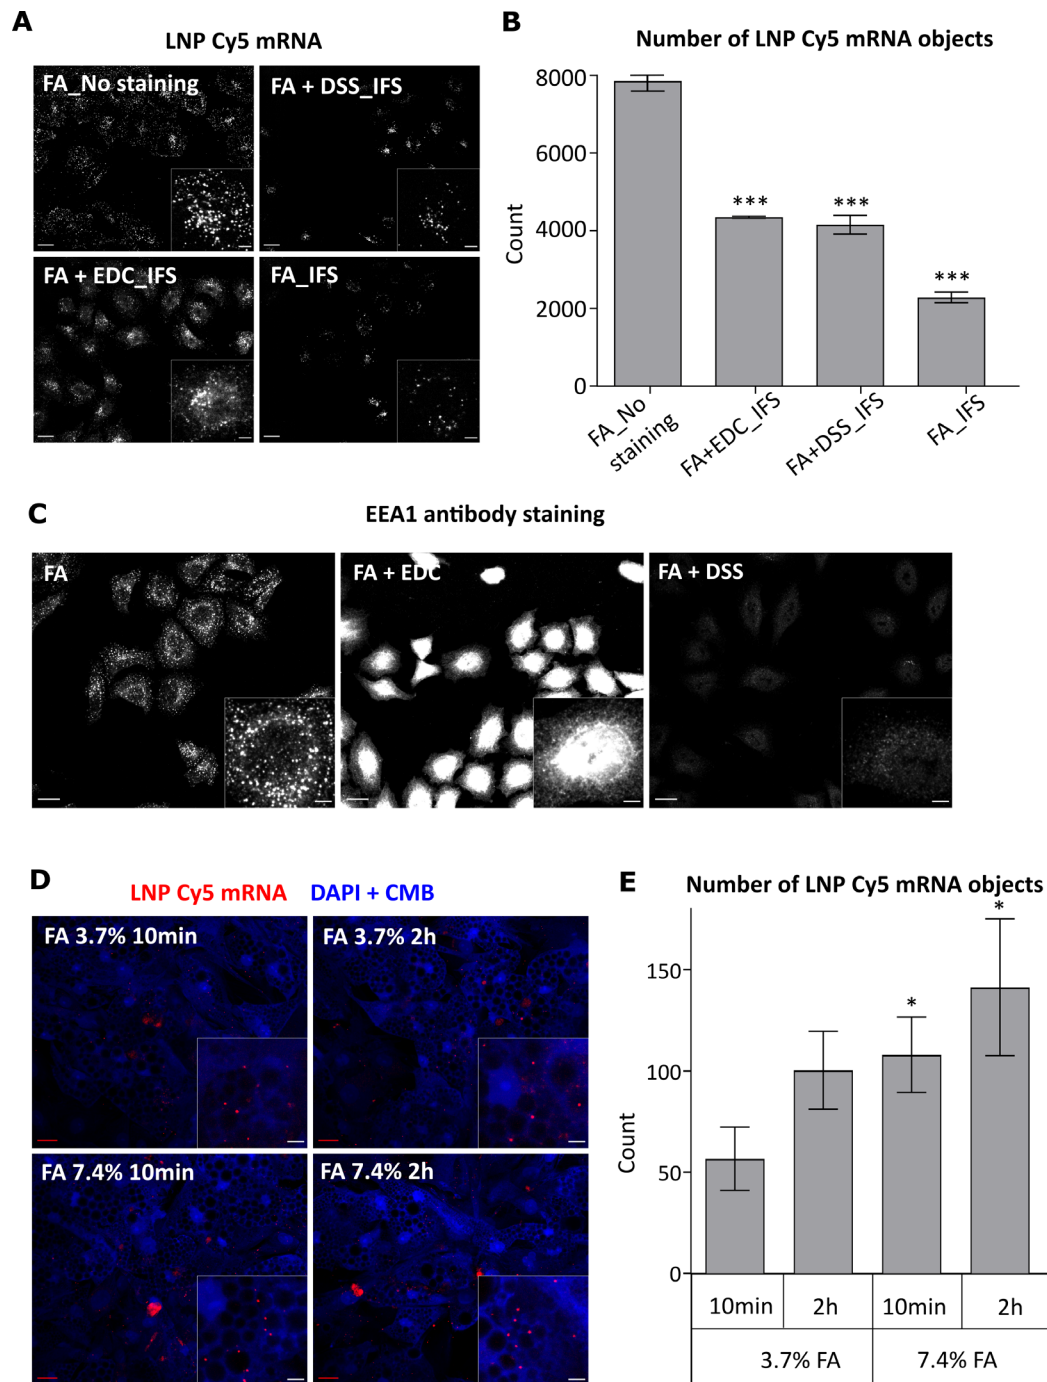 A
LNP Cy5 mRNA
FA_No staining
FA + DSS_IFS
FA + EDC_IFS
FA_IFS
B
Number of LNP Cy5 mRNA objects
8000
6000
4000
2000
0
Count
***
***
***
FA_No
staining
FA+EDC_IFS
FA+DSS_IFS
FA_IFS
C
EEA1 antibody staining
FA
FA + EDC
FA + DSS
D
LNP Cy5 mRNA DAPI + CMB
FA 3.7% 10min
FA 3.7% 2h
FA 7.4% 10min
FA 7.4% 2h
E
Number of LNP Cy5 mRNA objects
150
100
50
0
Count
*
*
10min 2h 10min 2h
3.7% FA 7.4% FA